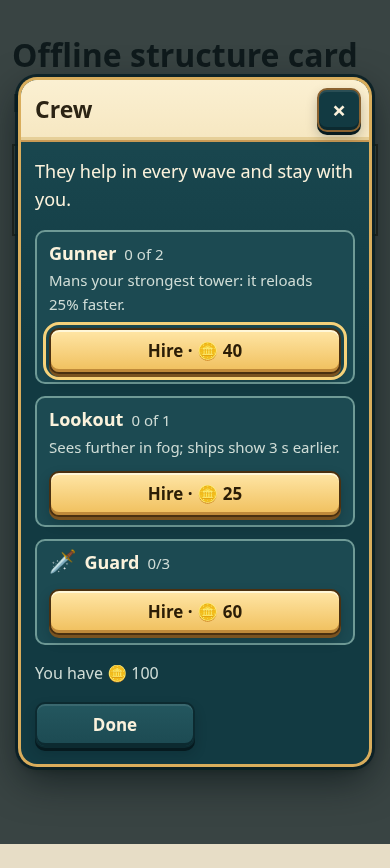 Offline structure card
Crew
×
They help in every wave and stay with
you.
Gunner 0 of 2
Mans your strongest tower: it reloads
25% faster.
Hire · 🪙 40
Lookout 0 of 1
Sees further in fog; ships show 3 s earlier.
Hire · 🪙 25
🗡️ Guard 0/3
Hire · 🪙 60
You have 🪙 100
Done